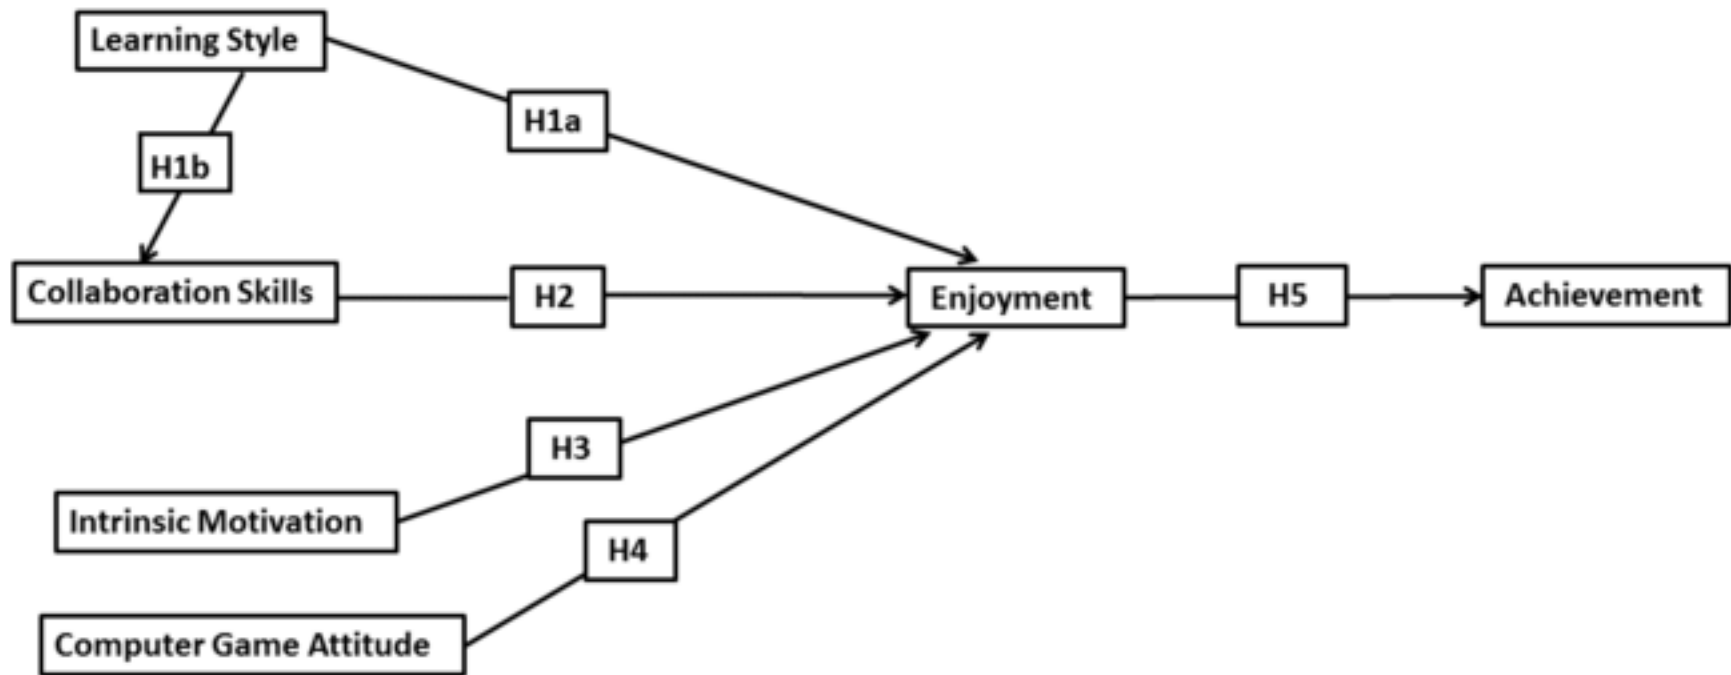 Learning Style
H1a
H1b
Collaboration Skills
H2
Enjoyment
H5
Achievement
H3
Intrinsic Motivation
H4
Computer Game Attitude